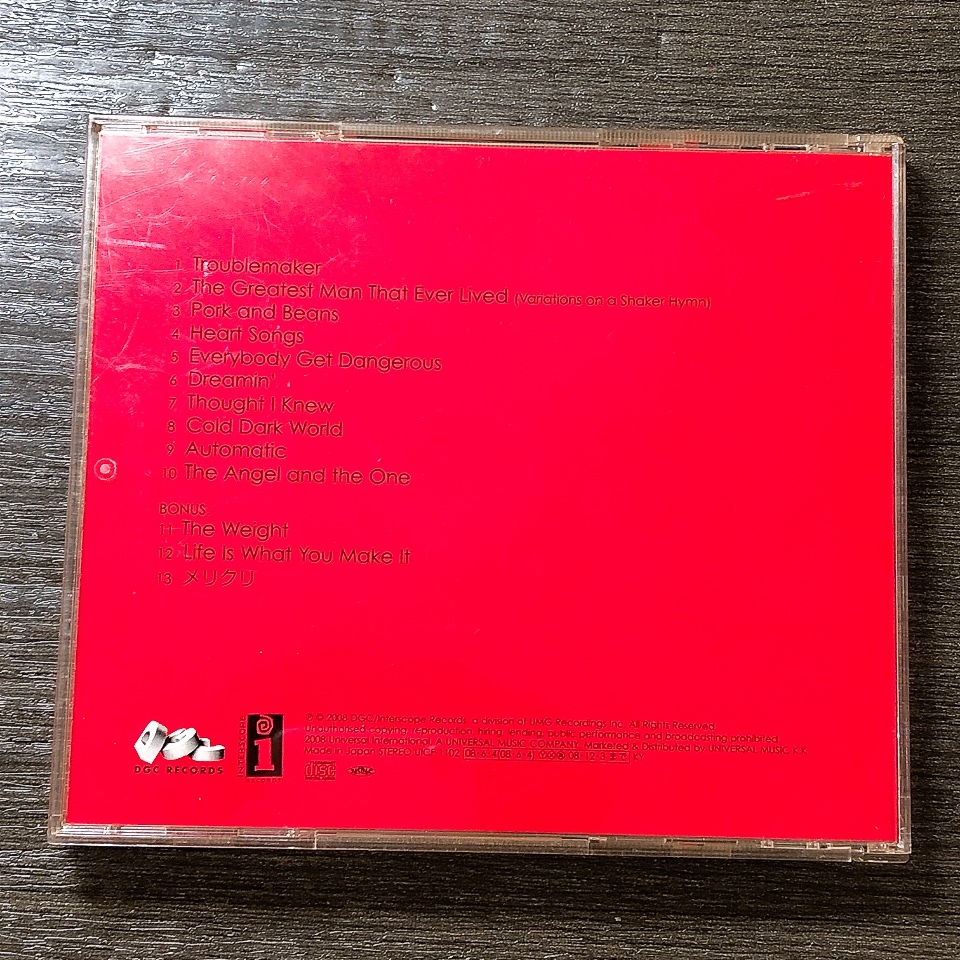 1 Troublemaker
2 The Greatest Man That Ever Lived (Variations on a Shaker Hymn)
3 Pork and Beans
4 Heart Songs
5 Everybody Get Dangerous
6 Dreamin'
7 Thought I Knew
8 Cold Dark World
9 Automatic
10 The Angel and the One
BONUS
11 The Weight
12 Life Is What You Make It
13 メリクリ
DGC RECORDS
INTERSCOPE
RECORDS
℗ © 2008 DGC/Interscope Records, a division of UMG Recordings, Inc. All Rights Reserved.
Unauthorised copying, reproduction, hiring, lending, public performance and broadcasting prohibited.
2008 Universal International, A UNIVERSAL MUSIC COMPANY. Marketed & Distributed by UNIVERSAL MUSIC K.K.
Made in Japan STEREO UICF-1102